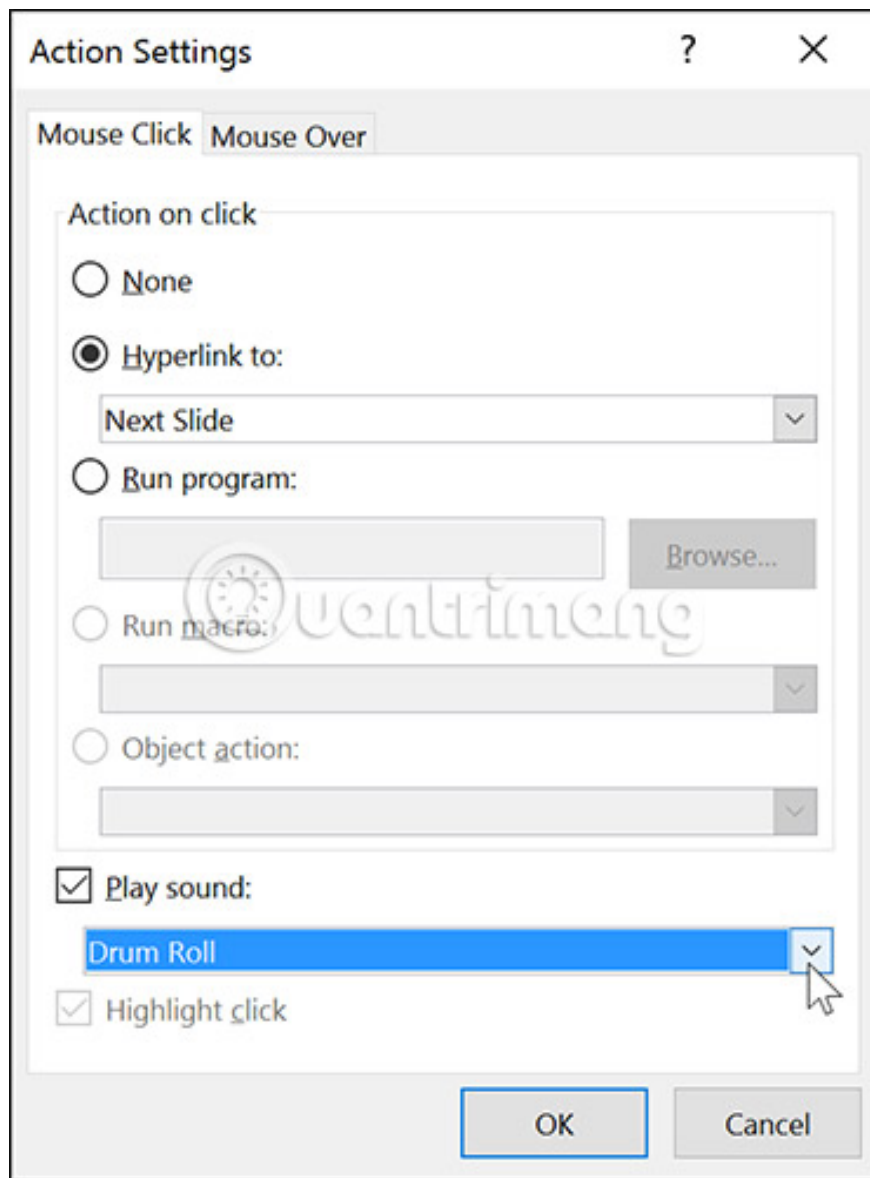 Action Settings ?
Mouse Click Mouse Over
Action on click
None
Hyperlink to:
Next Slide
Run program:
Browse...
Quantrimang
Run macro:
Object action:
Play sound:
Drum Roll
Highlight click
OK Cancel